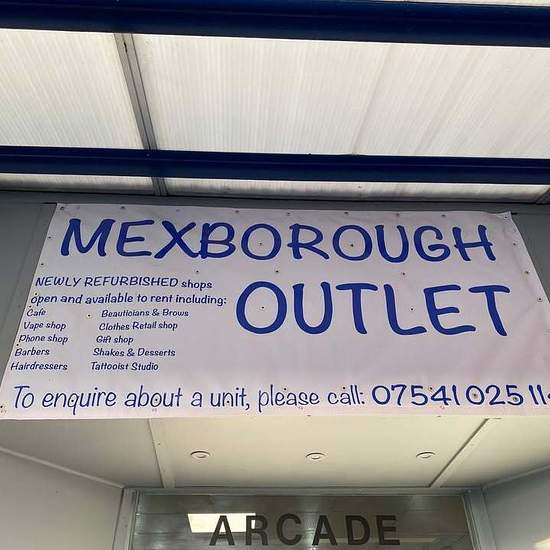 MEXBOROUGH
OUTLET
NEWLY REFURBISHED shops
open and available to rent including:
Cafe Beauticians & Brows
Vape shop Clothes Retail shop
Phone shop Gift shop
Barbers Shakes & Desserts
Hairdressers Tattooist Studio
To enquire about a unit, please call: 07541 025 11
ARCADE